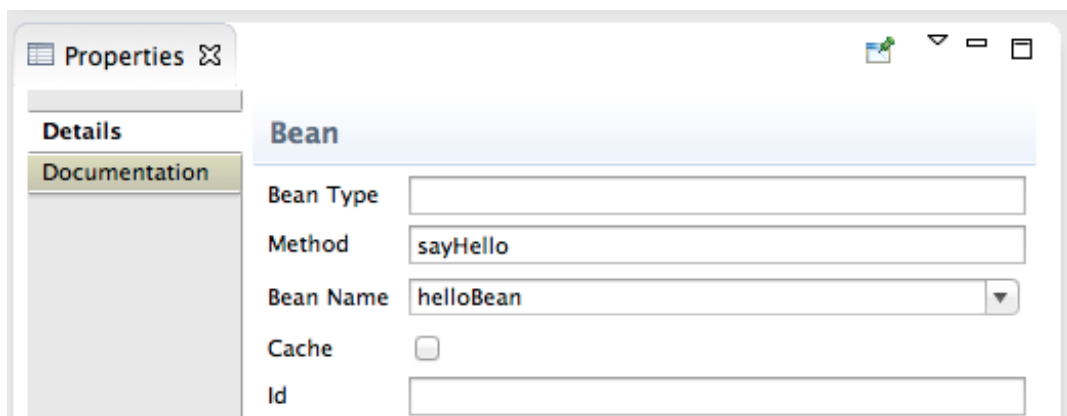 Properties
Details
Documentation
Bean
Bean Type
Method sayHello
Bean Name helloBean
Cache
Id